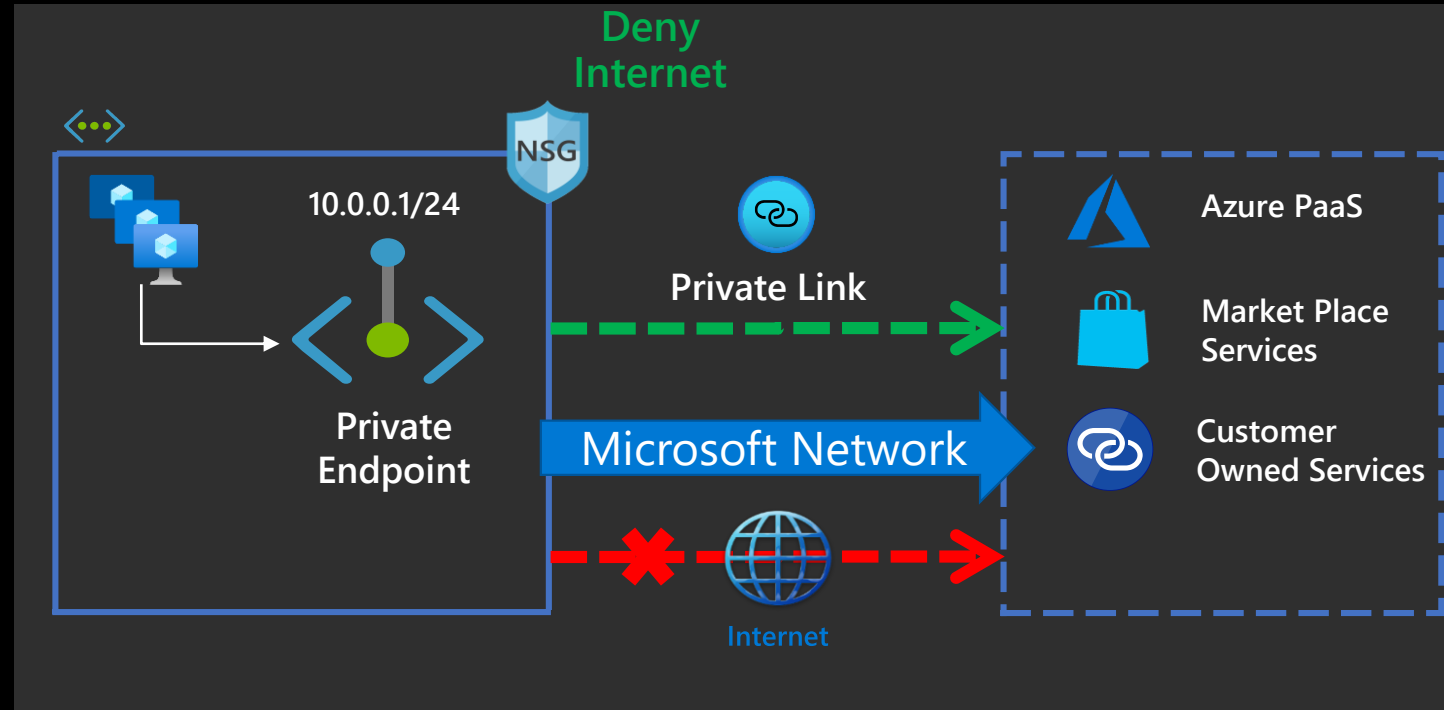 Deny
Internet
NSG
10.0.0.1/24
Private
Endpoint
Private Link
Microsoft Network
Internet
Azure PaaS
Market Place
Services
Customer
Owned Services